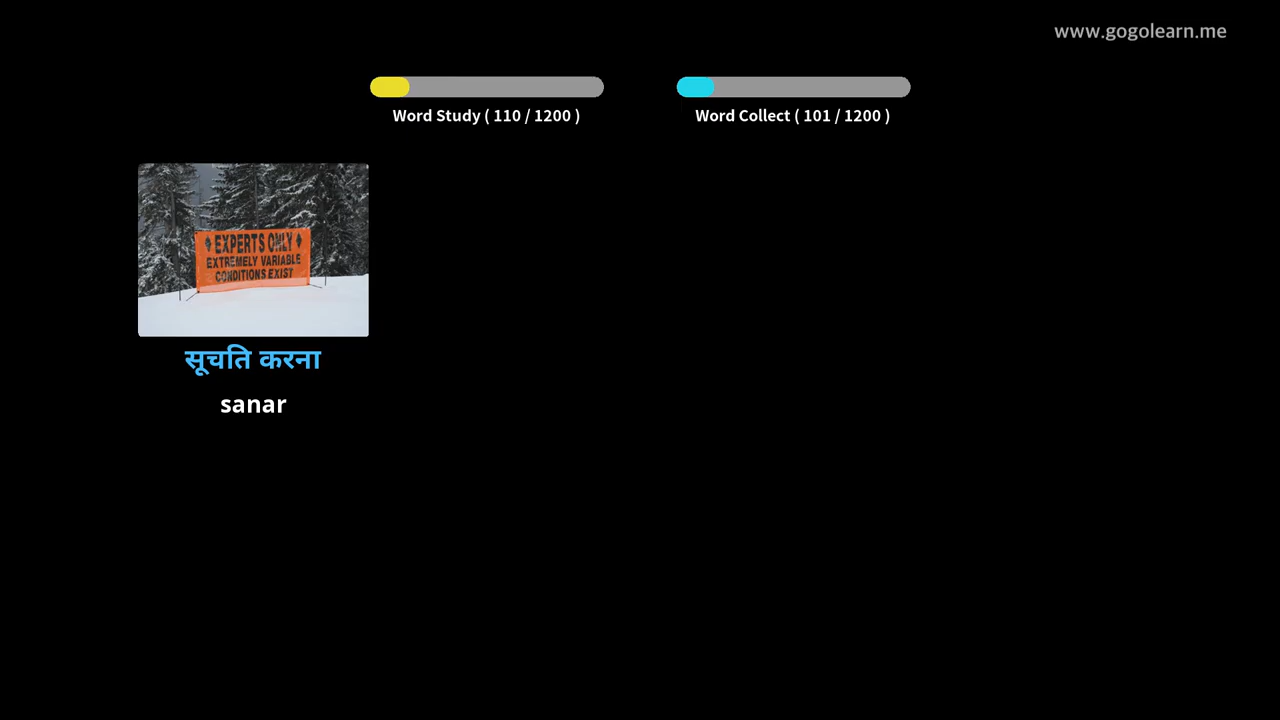 www.gogolearn.me
Word Study ( 110 / 1200 )
Word Collect ( 101 / 1200 )
EXPERTS ONLY
EXTREMELY VARIABLE
CONDITIONS EXIST
सूचति करना
sanar